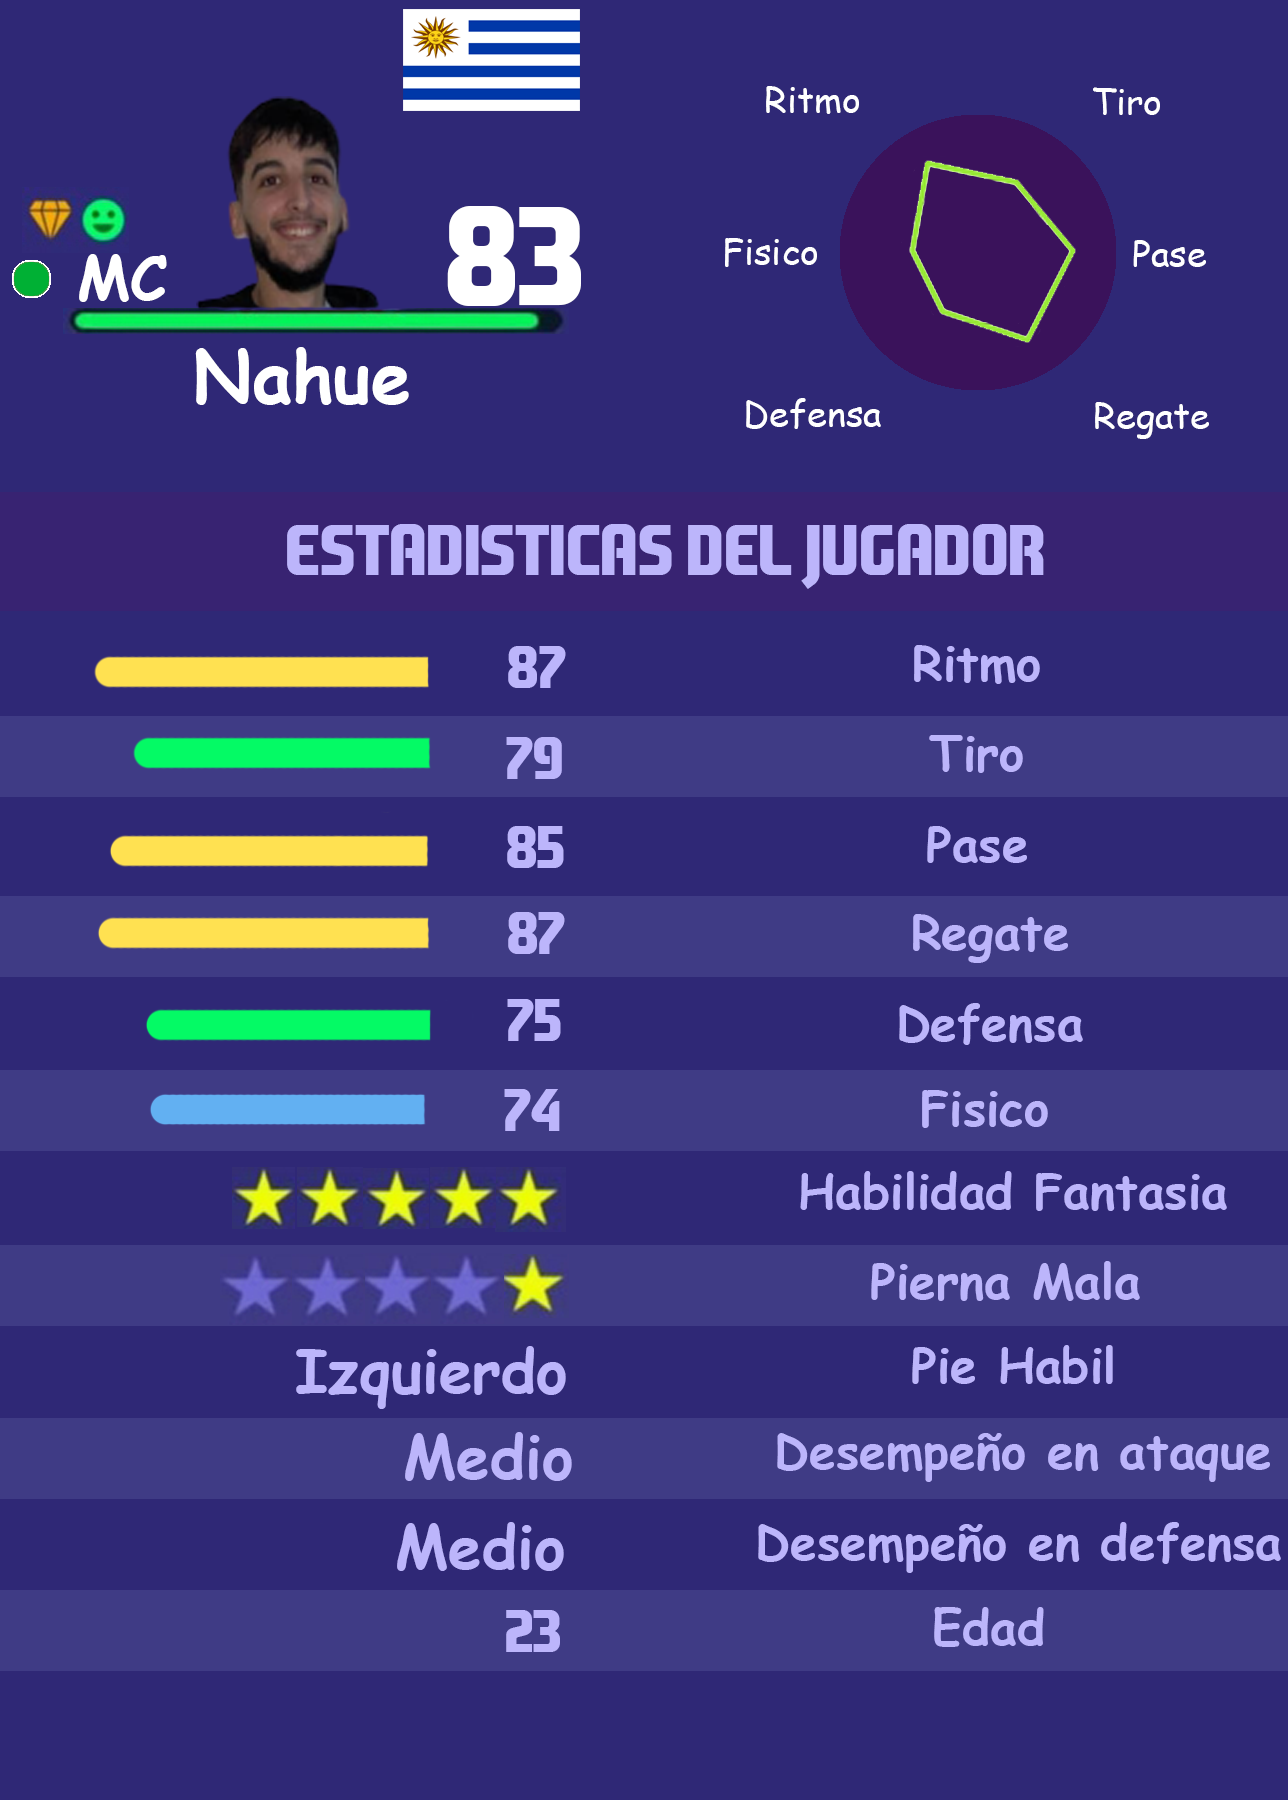 Ritmo
Tiro
MC
83
Fisico
Pase
Nahue
Defensa
Regate
ESTADISTICAS DEL JUGADOR
87 Ritmo
79 Tiro
85 Pase
87 Regate
75 Defensa
74 Fisico
Habilidad Fantasia
Pierna Mala
Izquierdo Pie Habil
Medio Desempeño en ataque
Medio Desempeño en defensa
23 Edad